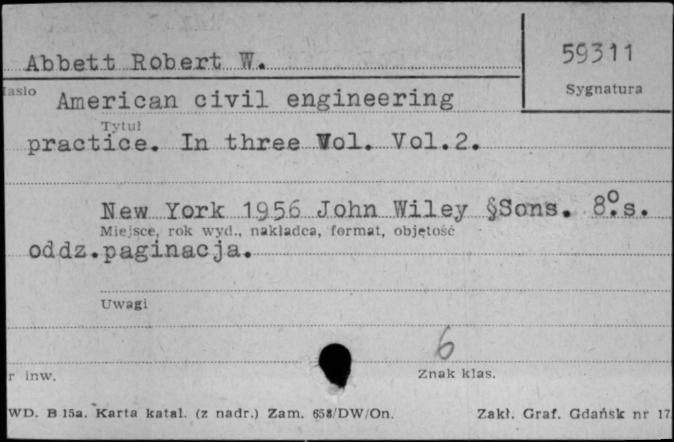 Abbett Robert W.
59311
Sygnatura
American civil engineering
Tytuł
practice. In three Vol. Vol.2.
New York 1956 John Wiley §Sons. 8°.s.
Miejsce, rok wyd., nakładca, format, objętość
oddz.paginacja.
Uwagi
6
r inw.
Znak klas.
WD. B 15a. Karta katal. (z nadr.) Zam. 658/DW/On.
Zakł. Graf. Gdańsk nr 17